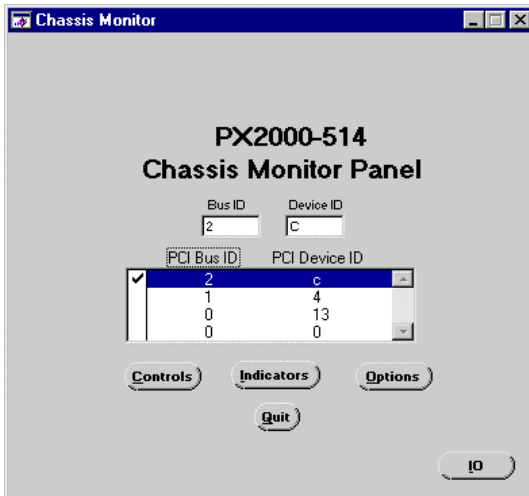 Chassis Monitor
PX2000-514
Chassis Monitor Panel
Bus ID Device ID
2 C
PCI Bus ID PCI Device ID
2 c
1 4
0 13
0 0
Controls Indicators Options
Quit
IO